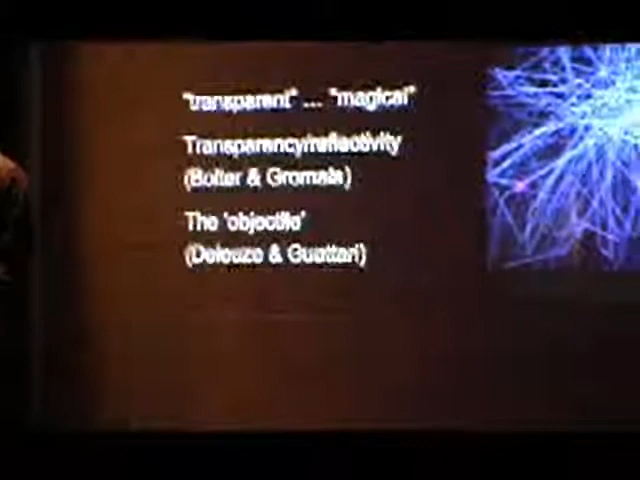 "transparent" ... "magical"
Transparency/reflectivity
(Bolter & Gromala)
The 'objectile'
(Deleuze & Guattari)